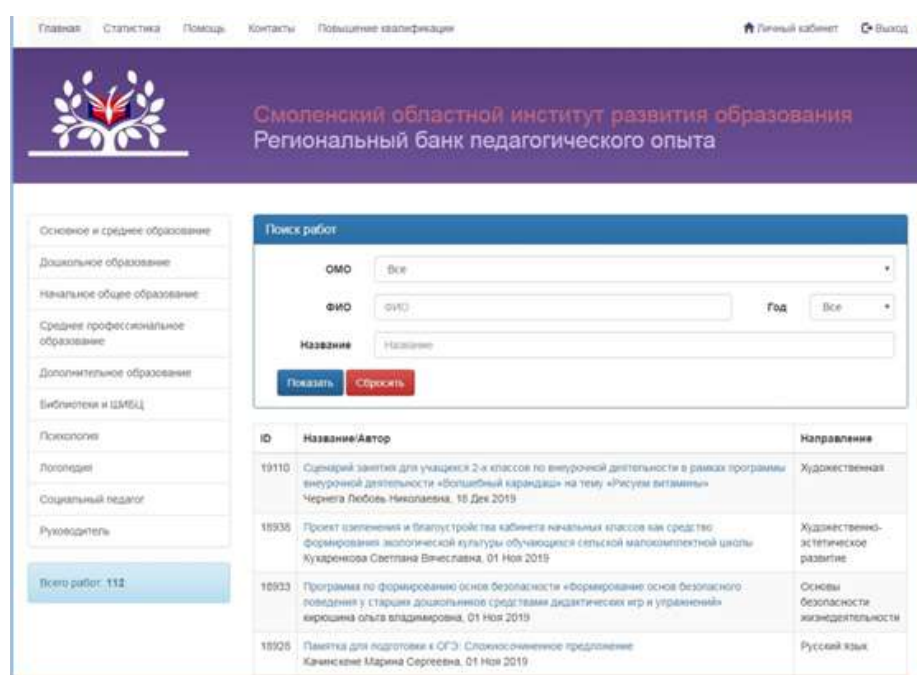 Главная Статистика Помощь Контакты Повышение квалификации Личный кабинет Выход
Смоленский областной институт развития образования
Региональный банк педагогического опыта
Основное и среднее образование
Дошкольное образование
Начальное общее образование
Среднее профессиональное
образование
Дополнительное образование
Библиотеки и ШИБЦ
Психология
Логопедия
Социальный педагог
Руководитель
Всего работ: 112
Поиск работ
ОМО Все
ФИО ФИО Год Все
Название Название
Показать Сбросить
ID Название/Автор Направление
19110 Сценарий занятия для учащихся 2-х классов по внеурочной деятельности в рамках программы Художественная
внеурочной деятельности «Волшебный карандаш» на тему «Рисуем витамины»
Чернега Любовь Николаевна, 18 Дек 2019
18938 Проект озеленения и благоустройства кабинета начальных классов как средство Художественно-
формирования экологической культуры обучающихся сельской малокомплектной школы эстетическое
Кухаренкова Светлана Вячеславна, 01 Ноя 2019 развитие
18933 Программа по формированию основ безопасности «Формирование основ безопасного Основы
поведения у старших дошкольников средствами дидактических игр и упражнений» безопасности
кирюшина ольга владимировна, 01 Ноя 2019 жизнедеятельности
18928 Памятка для подготовки к ОГЭ: Сложносочиненное предложение Русский язык
Качинскене Марина Сергеевна, 01 Ноя 2019